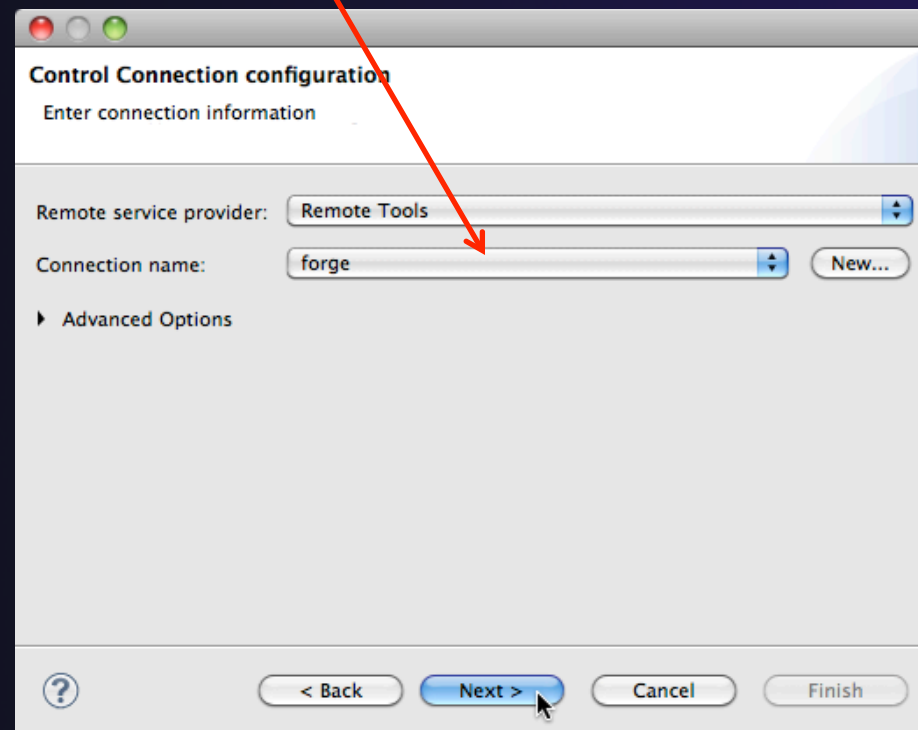 Control Connection configuration
Enter connection information
Remote service provider: Remote Tools
Connection name: forge New...
Advanced Options
? < Back Next > Cancel Finish